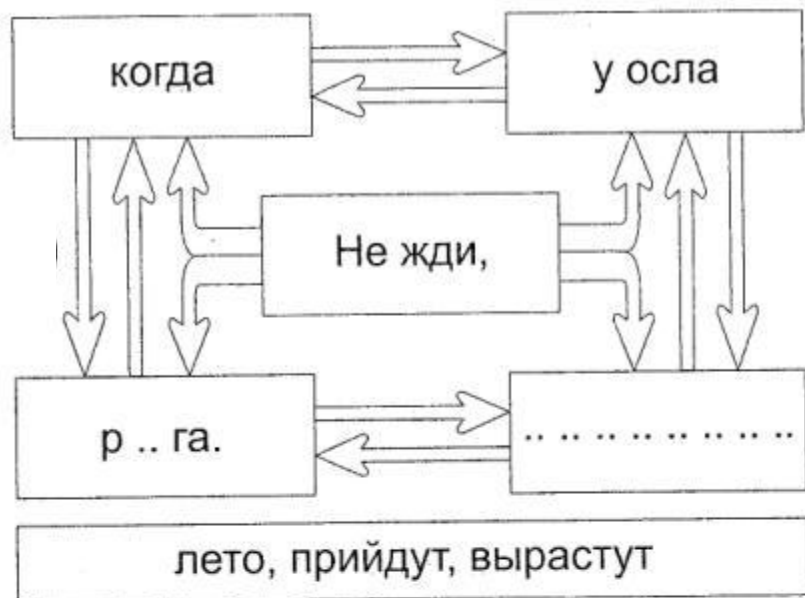 когда
у осла
Не жди,
р .. га.
.. .. .. .. .. .. .. ..
лето, прийдут, вырастут